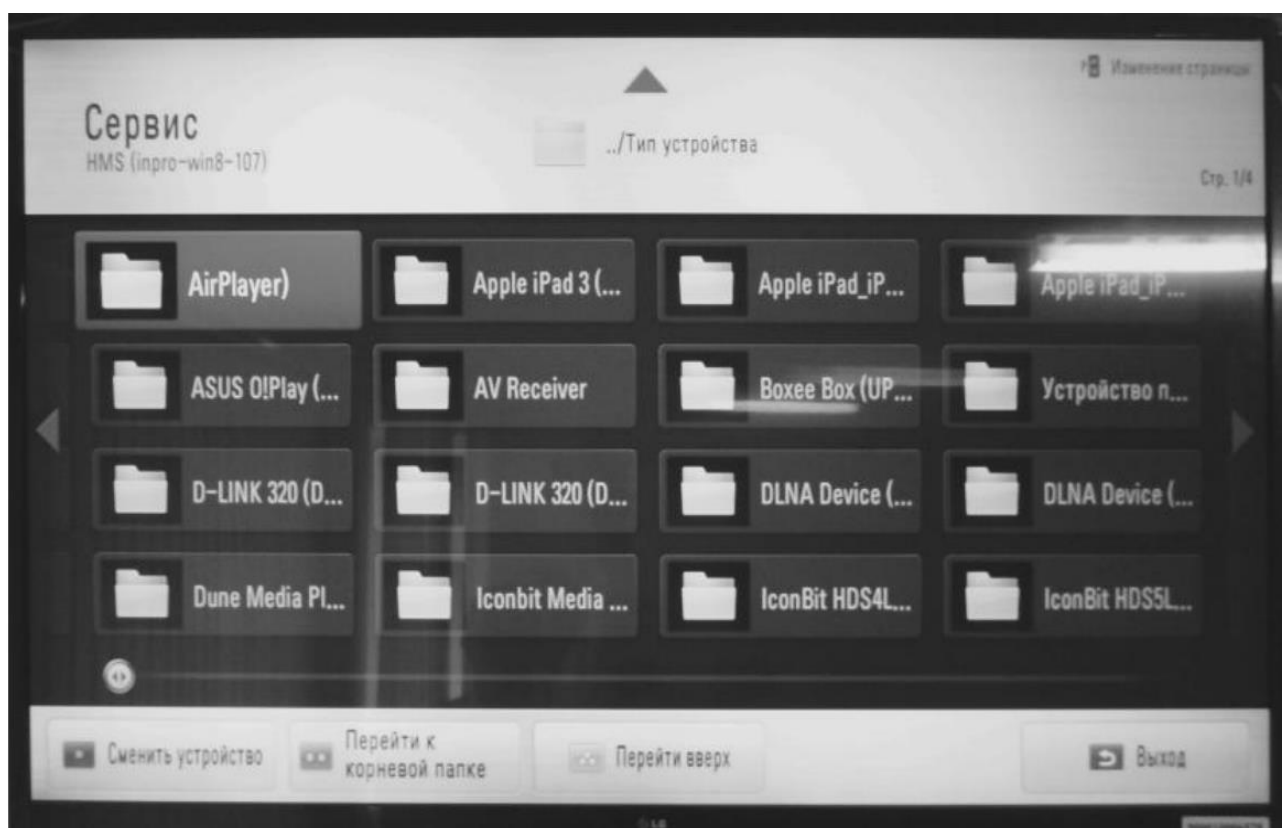 Изменение страницы
Сервис
HMS (inpro-win8-107)
../Тип устройства
Стр. 1/4
AirPlayer)
Apple iPad 3 (...
Apple iPad_iP...
Apple iPad_iP...
ASUS O!Play (...
AV Receiver
Boxee Box (UP...
Устройство п...
D-LINK 320 (D...
D-LINK 320 (D...
DLNA Device (...
DLNA Device (...
Dune Media Pl...
Iconbit Media ...
IconBit HDS4L...
IconBit HDS5L...
Сменить устройство
Перейти к
корневой папке
Перейти вверх
Выход
LG